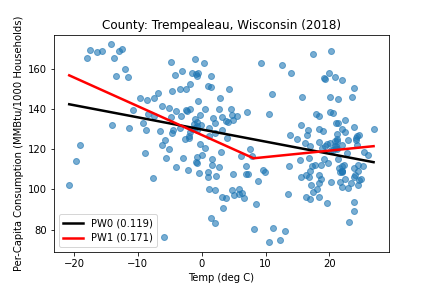 County: Trempealeau, Wisconsin (2018)
Per-Capita Consumption (MMBtu/1000 Households)
160
140
120
100
80
PW0 (0.119)
PW1 (0.171)
−20 −10 0 10 20
Temp (deg C)